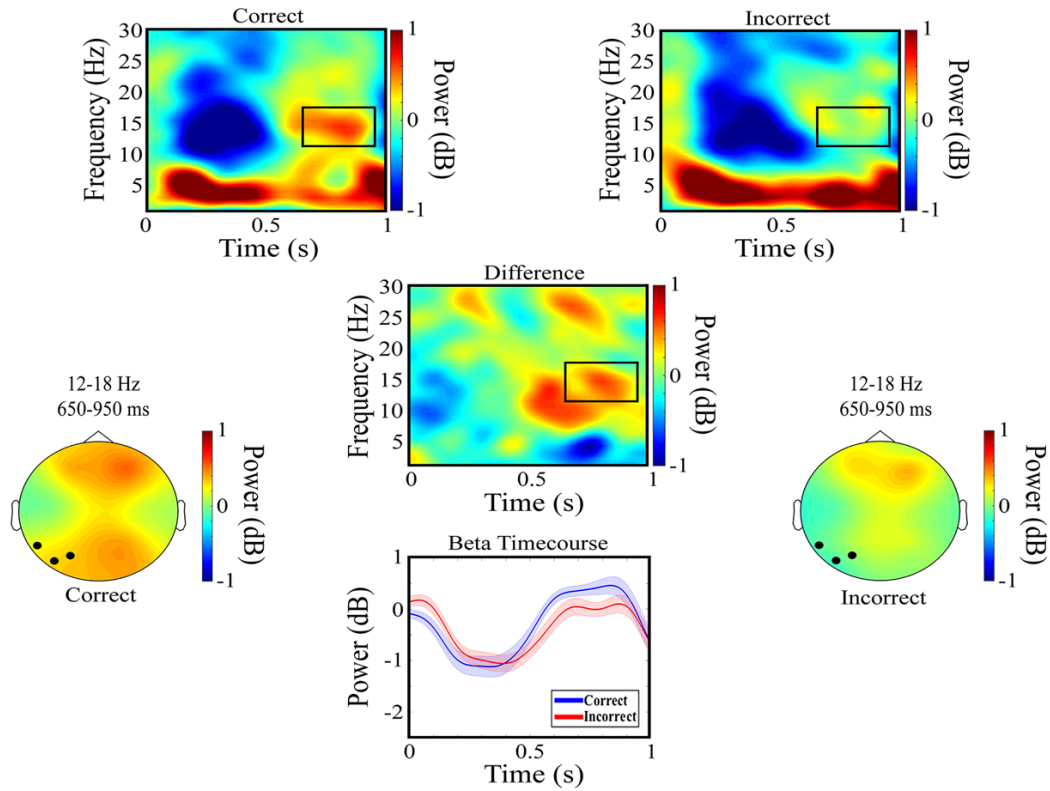 Correct
30
25
20
15
10
5
0
0.5
1
Frequency (Hz)
Time (s)
1
0
-1
Power (dB)
Incorrect
30
25
20
15
10
5
0
0.5
1
Frequency (Hz)
Time (s)
1
0
-1
Power (dB)
Difference
30
25
20
15
10
5
0
0.5
1
Frequency (Hz)
Time (s)
1
0
-1
Power (dB)
12-18 Hz
650-950 ms
1
0
-1
Power (dB)
Correct
12-18 Hz
650-950 ms
1
0
-1
Power (dB)
Incorrect
Beta Timecourse
1
0
-1
-2
Power (dB)
Correct
Incorrect
0
0.5
1
Time (s)